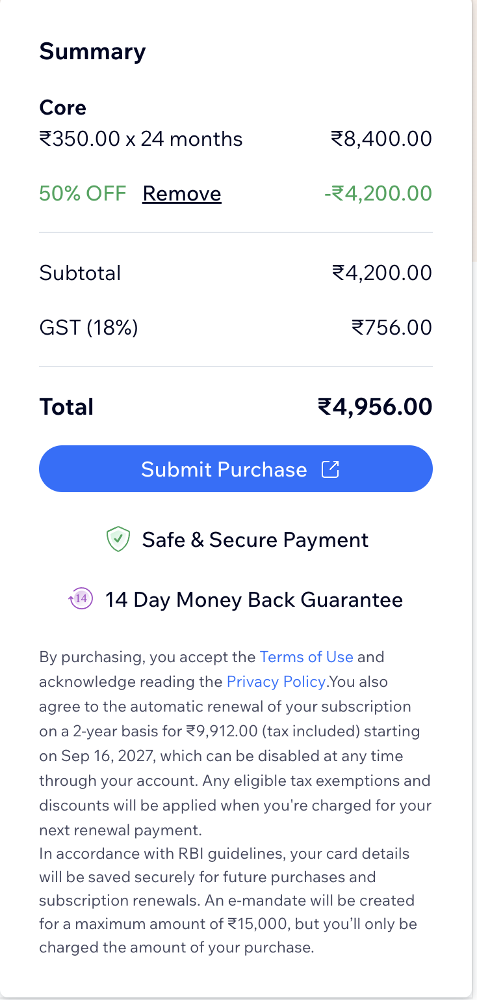 Summary
Core
₹350.00 x 24 months ₹8,400.00
50% OFF Remove -₹4,200.00
Subtotal ₹4,200.00
GST (18%) ₹756.00
Total ₹4,956.00
Submit Purchase
Safe & Secure Payment
14 14 Day Money Back Guarantee
By purchasing, you accept the Terms of Use and
acknowledge reading the Privacy Policy.You also
agree to the automatic renewal of your subscription
on a 2-year basis for ₹9,912.00 (tax included) starting
on Sep 16, 2027, which can be disabled at any time
through your account. Any eligible tax exemptions and
discounts will be applied when you're charged for your
next renewal payment.
In accordance with RBI guidelines, your card details
will be saved securely for future purchases and
subscription renewals. An e-mandate will be created
for a maximum amount of ₹15,000, but you’ll only be
charged the amount of your purchase.